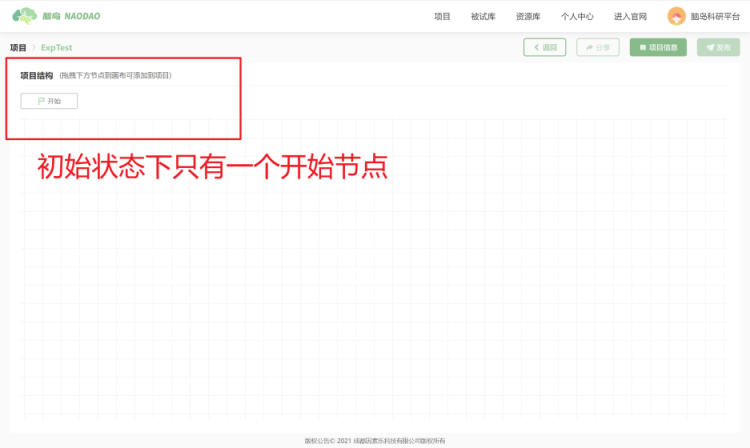 脑岛 NAODAO
项目 被试库 资源库 个人中心 进入官网 脑岛科研平台
项目 > ExpTest
< 返回 分享 项目信息 发布
项目结构 (拖拽下方节点到画布可添加到项目)
开始
初始状态下只有一个开始节点
版权公告© 2021 成都因素乐科技有限公司版权所有